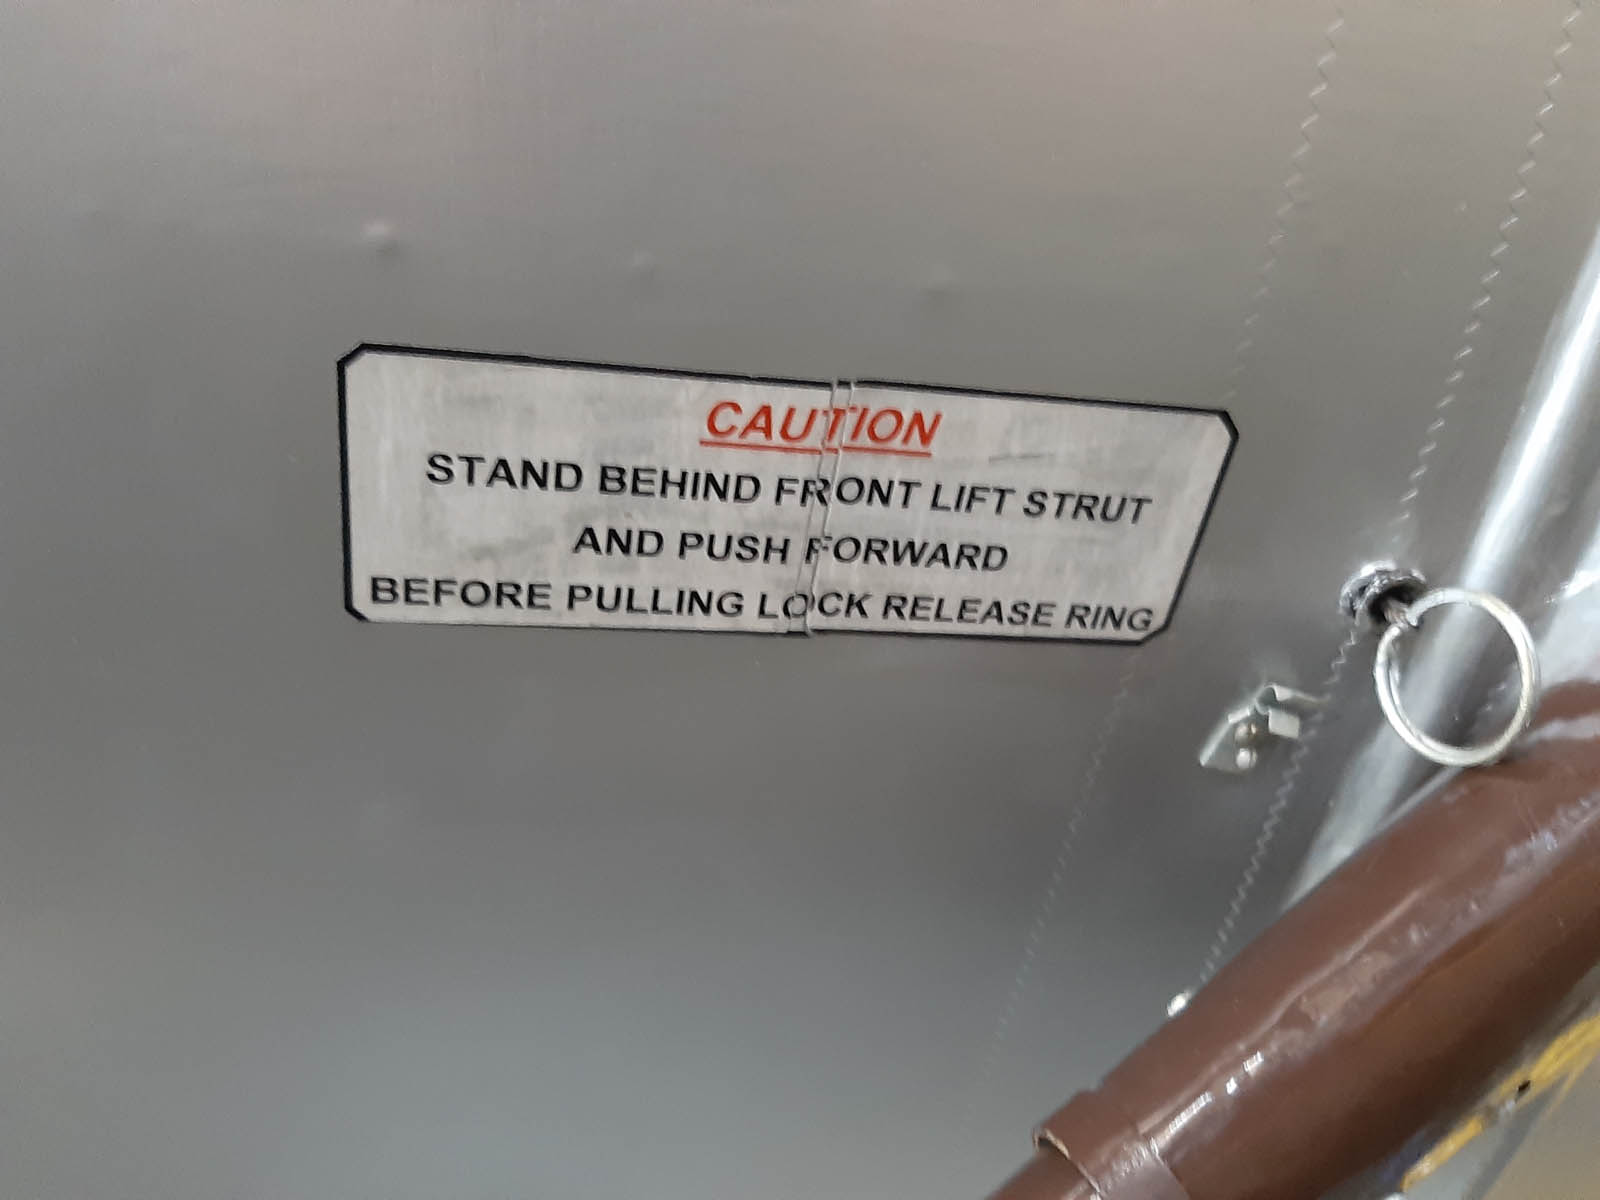 CAUTION
STAND BEHIND FRONT LIFT STRUT
AND PUSH FORWARD
BEFORE PULLING LOCK RELEASE RING